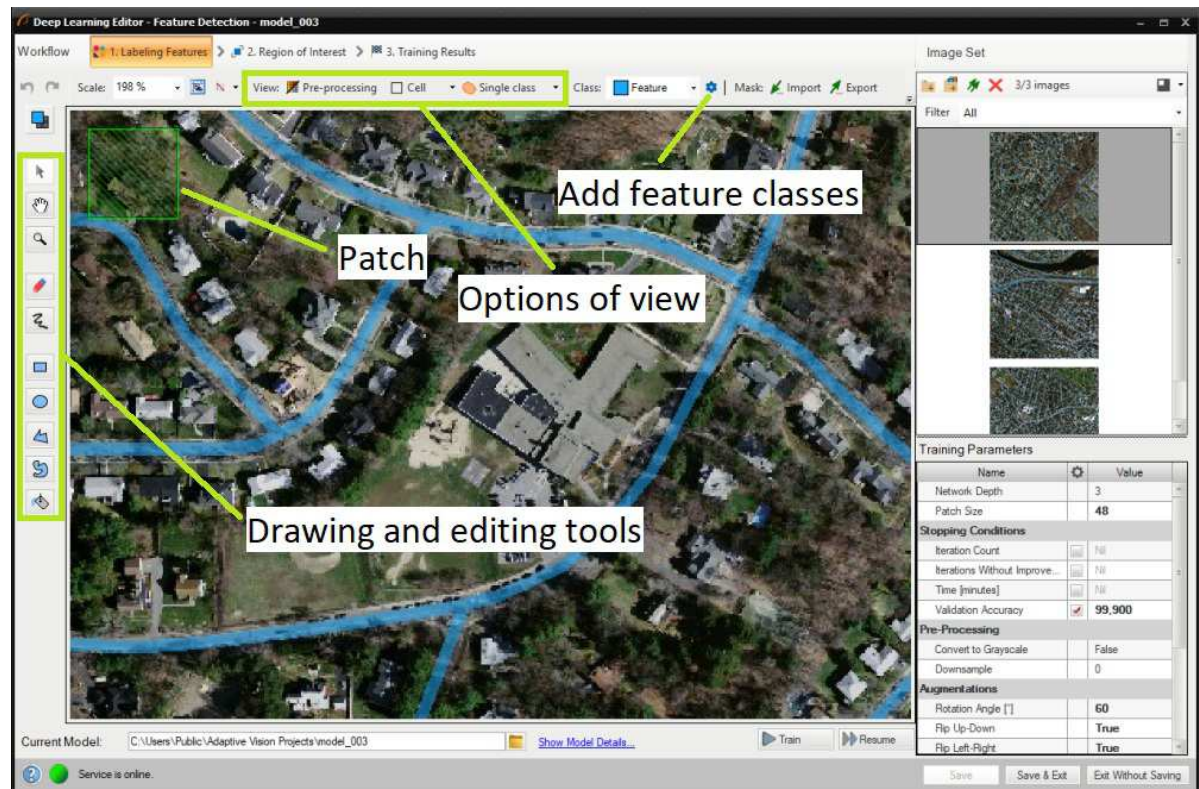 Deep Learning Editor - Feature Detection - model_003
Workflow 1. Labeling Features 2. Region of Interest 3. Training Results
Image Set
Scale: 198 % View: Pre-processing Cell Single class Class: Feature Mask: Import Export
3/3 images
Filter All
Add feature classes
Patch
Options of view
Drawing and editing tools
Training Parameters
Name Value
Network Depth 3
Patch Size 48
Stopping Conditions
Iteration Count Nil
Iterations Without Improve... Nil
Time [minutes] Nil
Validation Accuracy 99,900
Pre-Processing
Convert to Grayscale False
Downsample 0
Augmentations
Rotation Angle [°] 60
Flip Up-Down True
Flip Left-Right True
Current Model: C:\Users\Public\Adaptive Vision Projects\model_003 Show Model Details... Train Resume
Service is online. Save Save & Exit Exit Without Saving